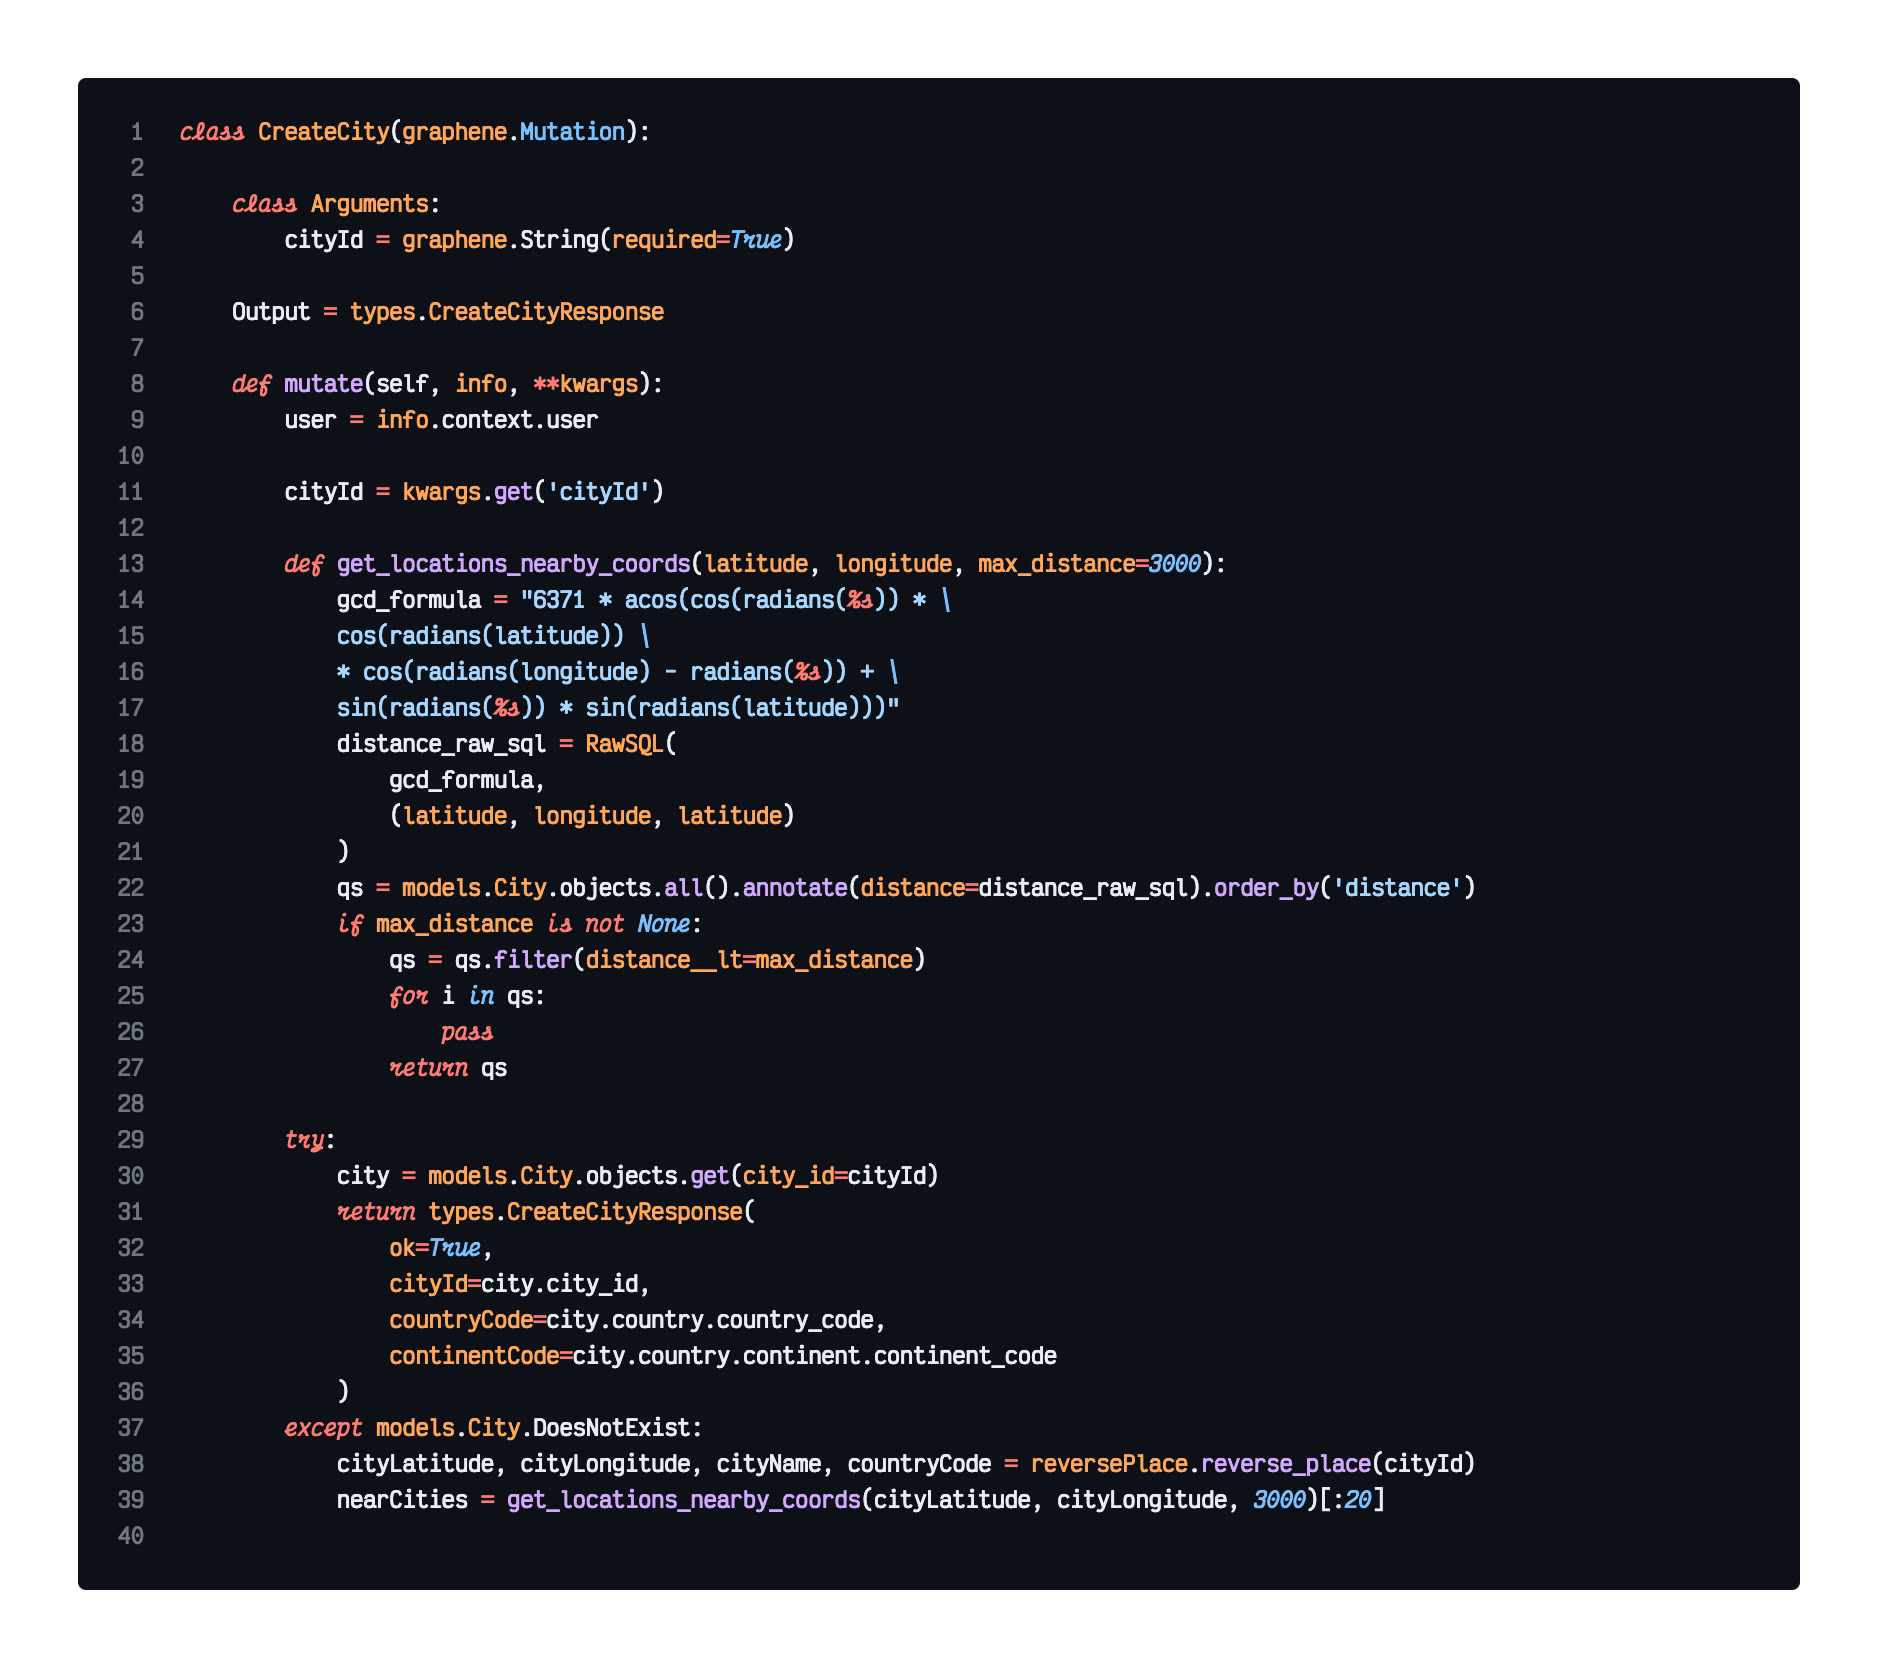 1 class CreateCity(graphene.Mutation):
2
3     class Arguments:
4         cityId = graphene.String(required=True)
5
6     Output = types.CreateCityResponse
7
8     def mutate(self, info, **kwargs):
9         user = info.context.user
10
11         cityId = kwargs.get('cityId')
12
13         def get_locations_nearby_coords(latitude, longitude, max_distance=3000):
14             gcd_formula = "6371 * acos(cos(radians(%s)) * \
15             cos(radians(latitude)) \
16             * cos(radians(longitude) - radians(%s)) + \
17             sin(radians(%s)) * sin(radians(latitude)))"
18             distance_raw_sql = RawSQL(
19                 gcd_formula,
20                 (latitude, longitude, latitude)
21             )
22             qs = models.City.objects.all().annotate(distance=distance_raw_sql).order_by('distance')
23             if max_distance is not None:
24                 qs = qs.filter(distance__lt=max_distance)
25                 for i in qs:
26                     pass
27                 return qs
28
29         try:
30             city = models.City.objects.get(city_id=cityId)
31             return types.CreateCityResponse(
32                 ok=True,
33                 cityId=city.city_id,
34                 countryCode=city.country.country_code,
35                 continentCode=city.country.continent.continent_code
36             )
37         except models.City.DoesNotExist:
38             cityLatitude, cityLongitude, cityName, countryCode = reversePlace.reverse_place(cityId)
39             nearCities = get_locations_nearby_coords(cityLatitude, cityLongitude, 3000)[:20]
40